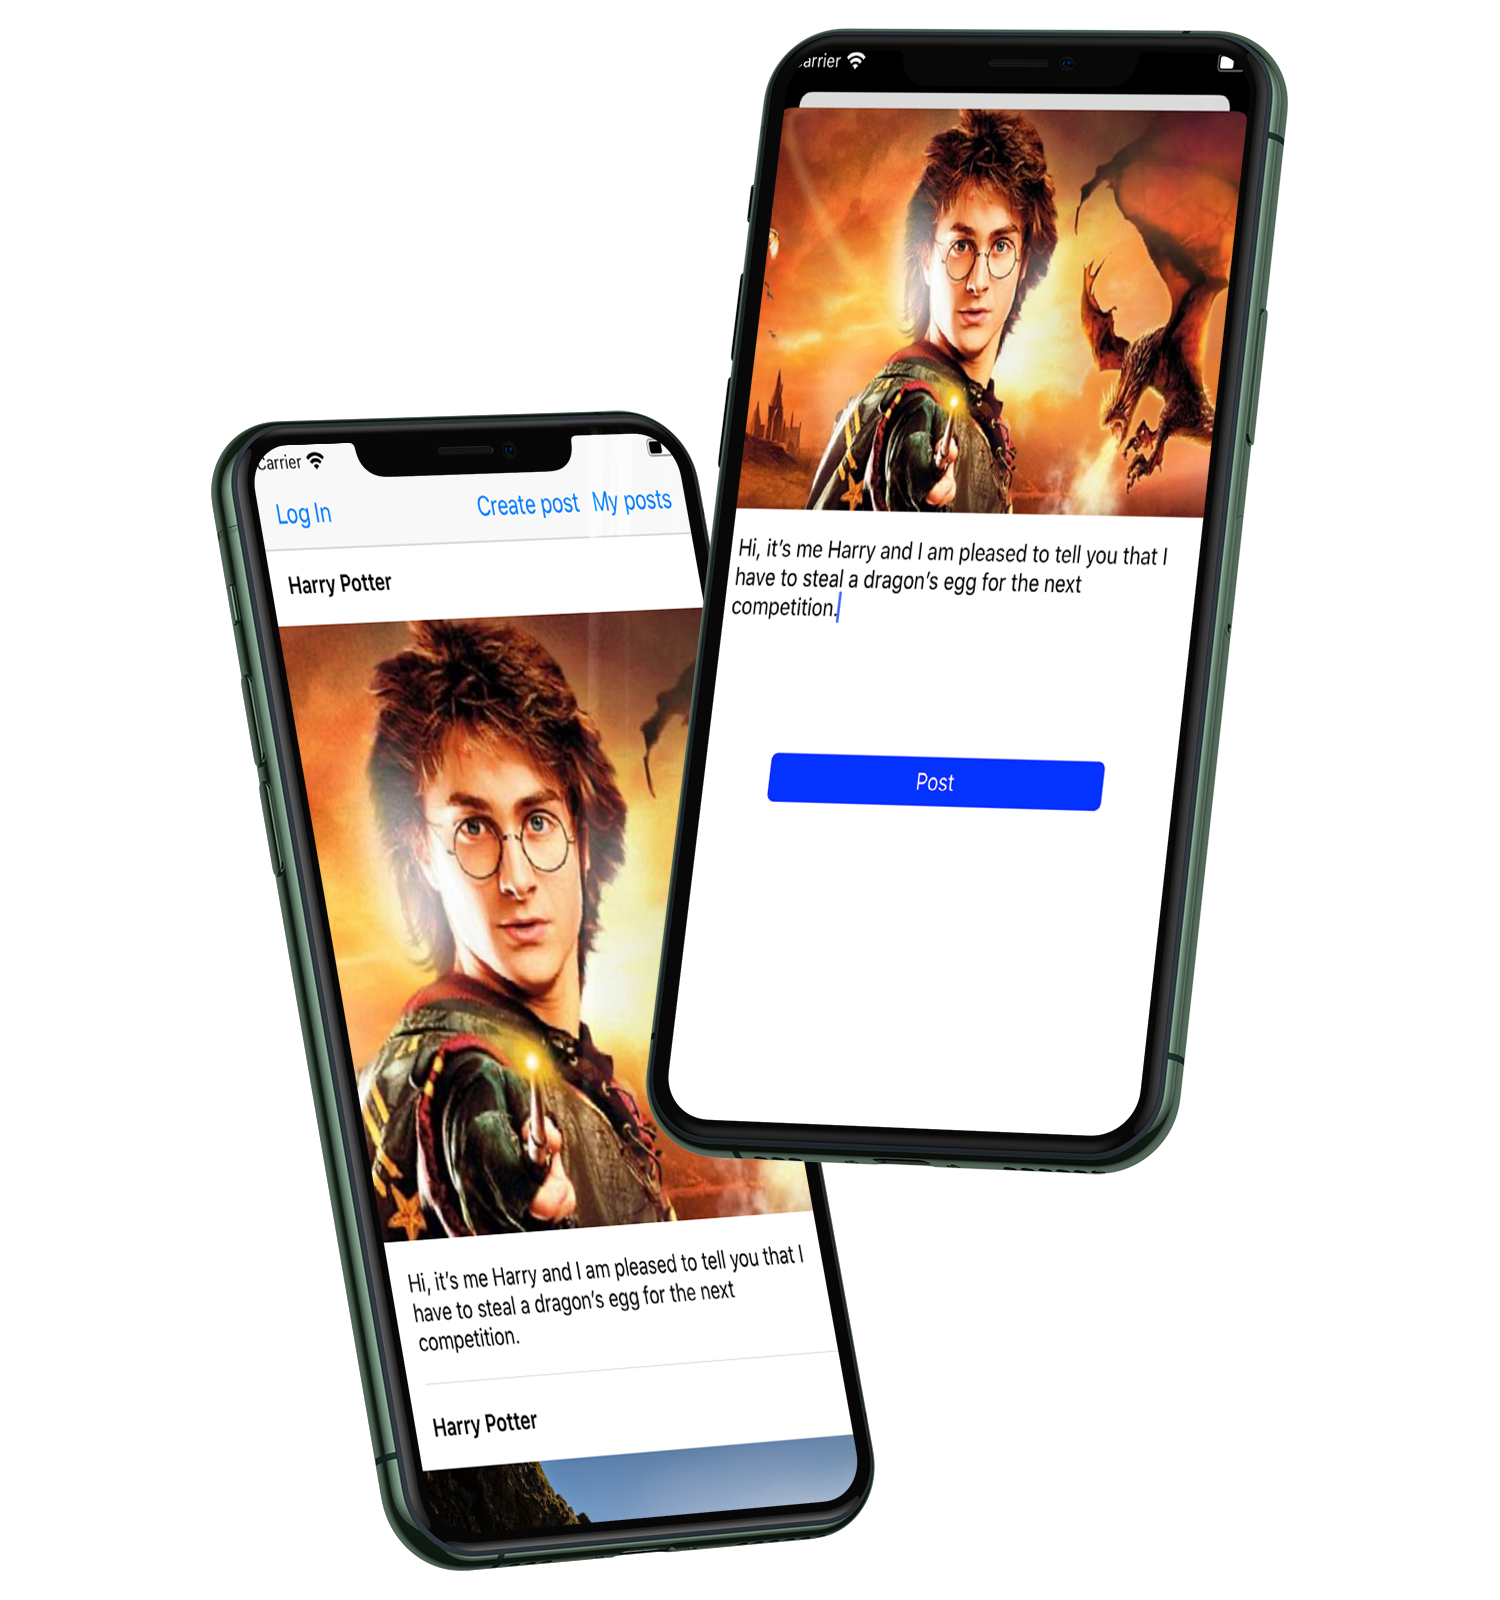 Carrier
Log In Create post My posts
Harry Potter
Hi, it's me Harry and I am pleased to tell you that I
have to steal a dragon's egg for the next
competition.
Harry Potter
arrier
Hi, it's me Harry and I am pleased to tell you that I
have to steal a dragon's egg for the next
competition.
Post